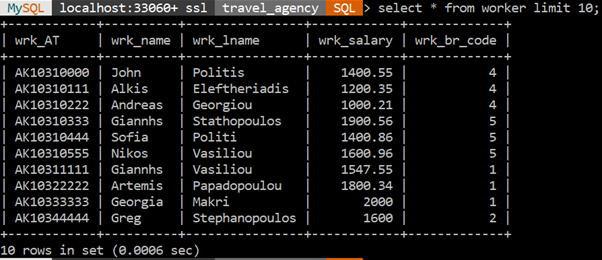 MySQL localhost:33060+ ssl travel_agency SQL > select * from worker limit 10;
+------------+----------+---------------+------------+-------------+
| wrk_AT | wrk_name | wrk_lname | wrk_salary | wrk_br_code |
+------------+----------+---------------+------------+-------------+
| AK10310000 | John | Politis | 1400.55 | 4 |
| AK10310111 | Alkis | Eleftheriadis | 1200.35 | 4 |
| AK10310222 | Andreas | Georgiou | 1000.21 | 4 |
| AK10310333 | Giannhs | Stathopoulos | 1900.56 | 5 |
| AK10310444 | Sofia | Politi | 1400.86 | 5 |
| AK10310555 | Nikos | Vasiliou | 1600.96 | 5 |
| AK10311111 | Giannhs | Vasiliou | 1547.55 | 1 |
| AK10322222 | Artemis | Papadopoulou | 1800.34 | 1 |
| AK10333333 | Georgia | Makri | 2000 | 1 |
| AK10344444 | Greg | Stephanopoulos | 1600 | 2 |
+------------+----------+---------------+------------+-------------+
10 rows in set (0.0006 sec)